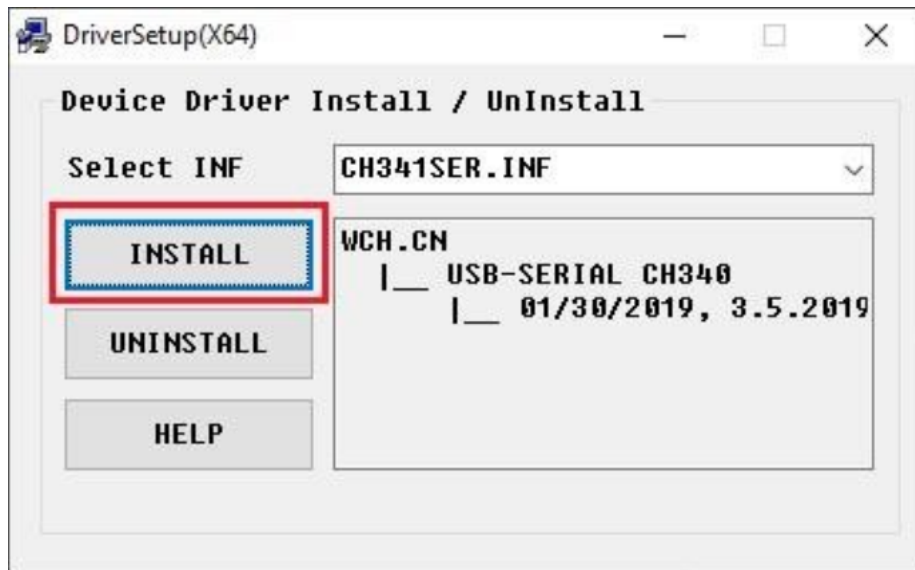 DriverSetup(X64)
Device Driver Install / UnInstall
Select INF
CH341SER.INF
INSTALL
UNINSTALL
HELP
WCH.CN
|__ USB-SERIAL CH340
|__ 01/30/2019, 3.5.2019